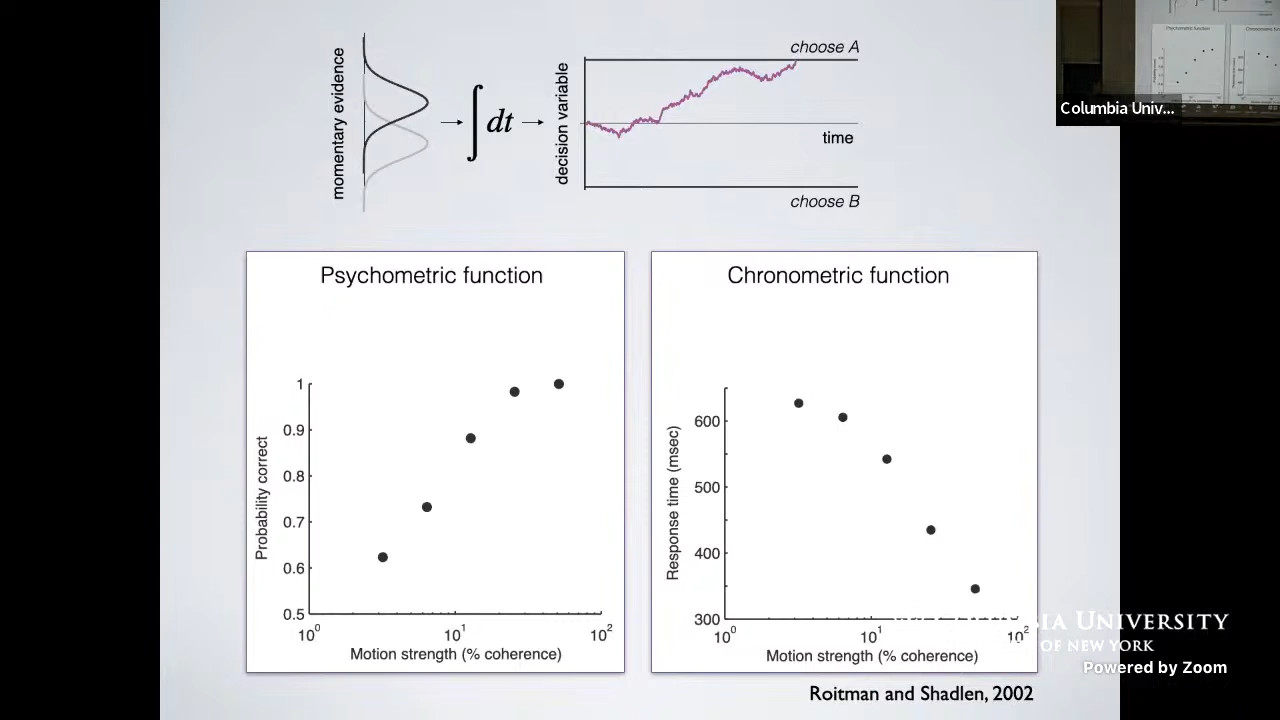 momentary evidence
∫ dt
decision variable
choose A
time
choose B
Columbia Univ...
Psychometric function
Probability correct
1
0.9
0.8
0.7
0.6
0.5
10⁰
10¹
10²
Motion strength (% coherence)
Chronometric function
Response time (msec)
600
500
400
300
10⁰
10¹
10²
Motion strength (% coherence)
Roitman and Shadlen, 2002
UNIVERSITY
OF NEW YORK
Powered by Zoom